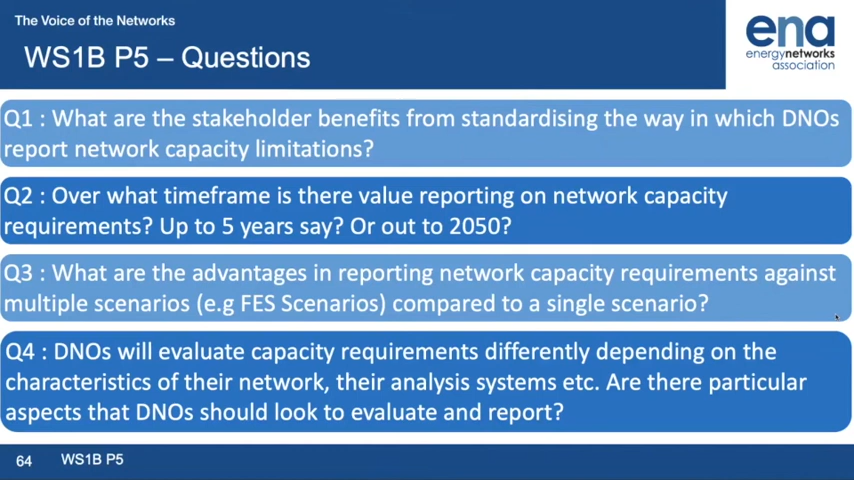 The Voice of the Networks
WS1B P5 – Questions
ena
energynetworks
association
Q1 : What are the stakeholder benefits from standardising the way in which DNOs
report network capacity limitations?
Q2 : Over what timeframe is there value reporting on network capacity
requirements? Up to 5 years say? Or out to 2050?
Q3 : What are the advantages in reporting network capacity requirements against
multiple scenarios (e.g FES Scenarios) compared to a single scenario?
Q4 : DNOs will evaluate capacity requirements differently depending on the
characteristics of their network, their analysis systems etc. Are there particular
aspects that DNOs should look to evaluate and report?
64 WS1B P5